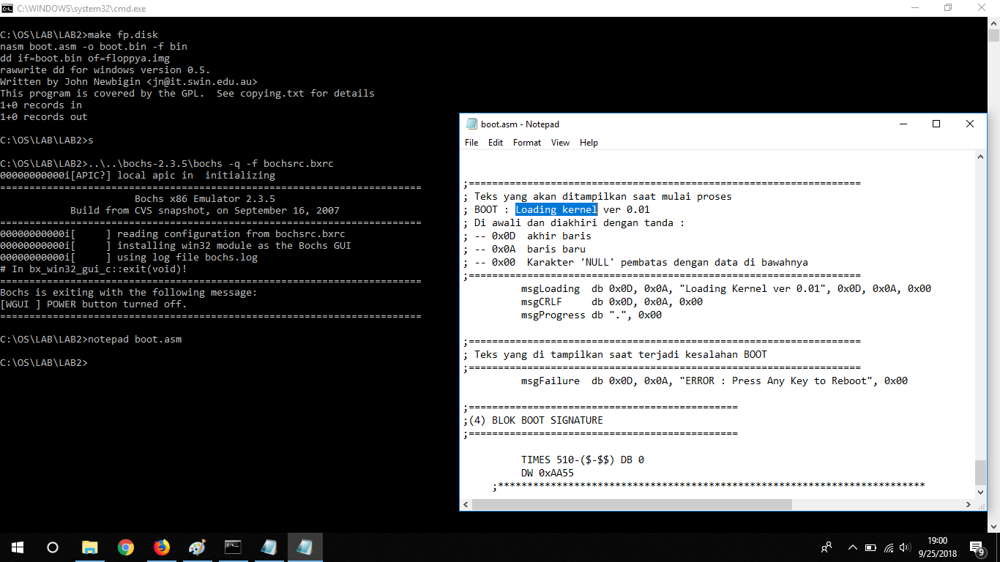 C:\WINDOWS\system32\cmd.exe
C:\OS\LAB\LAB2>make fp.disk
nasm boot.asm -o boot.bin -f bin
dd if=boot.bin of=floppya.img
rawwrite dd for windows version 0.5.
Written by John Newbigin <jn@it.swin.edu.au>
This program is covered by the GPL.  See copying.txt for details
1+0 records in
1+0 records out
C:\OS\LAB\LAB2>s
C:\OS\LAB\LAB2>..\..\bochs-2.3.5\bochs -q -f bochsrc.bxrc
00000000000i[APIC?] local apic in  initializing
========================================================================
Bochs x86 Emulator 2.3.5
Build from CVS snapshot, on September 16, 2007
========================================================================
00000000000i[     ] reading configuration from bochsrc.bxrc
00000000000i[     ] installing win32 module as the Bochs GUI
00000000000i[     ] using log file bochs.log
# In bx_win32_gui_c::exit(void)!
========================================================================
Bochs is exiting with the following message:
[WGUI ] POWER button turned off.
========================================================================
C:\OS\LAB\LAB2>notepad boot.asm
C:\OS\LAB\LAB2>
boot.asm - Notepad
File Edit Format View Help
;===================================================================
; Teks yang akan ditampilkan saat mulai proses
; BOOT : Loading kernel ver 0.01
; Di awali dan diakhiri dengan tanda :
; -- 0x0D  akhir baris
; -- 0x0A  baris baru
; -- 0x00  Karakter 'NULL' pembatas dengan data di bawahnya
;===================================================================
msgLoading  db 0x0D, 0x0A, "Loading Kernel ver 0.01", 0x0D, 0x0A, 0x00
msgCRLF     db 0x0D, 0x0A, 0x00
msgProgress db ".", 0x00
;===================================================================
; Teks yang di tampilkan saat terjadi kesalahan BOOT
;===================================================================
msgFailure  db 0x0D, 0x0A, "ERROR : Press Any Key to Reboot", 0x00
;==============================================
;(4) BLOK BOOT SIGNATURE
;==============================================
TIMES 510-($-$$) DB 0
DW 0xAA55
;*************************************************************************
19:00
9/25/2018
9